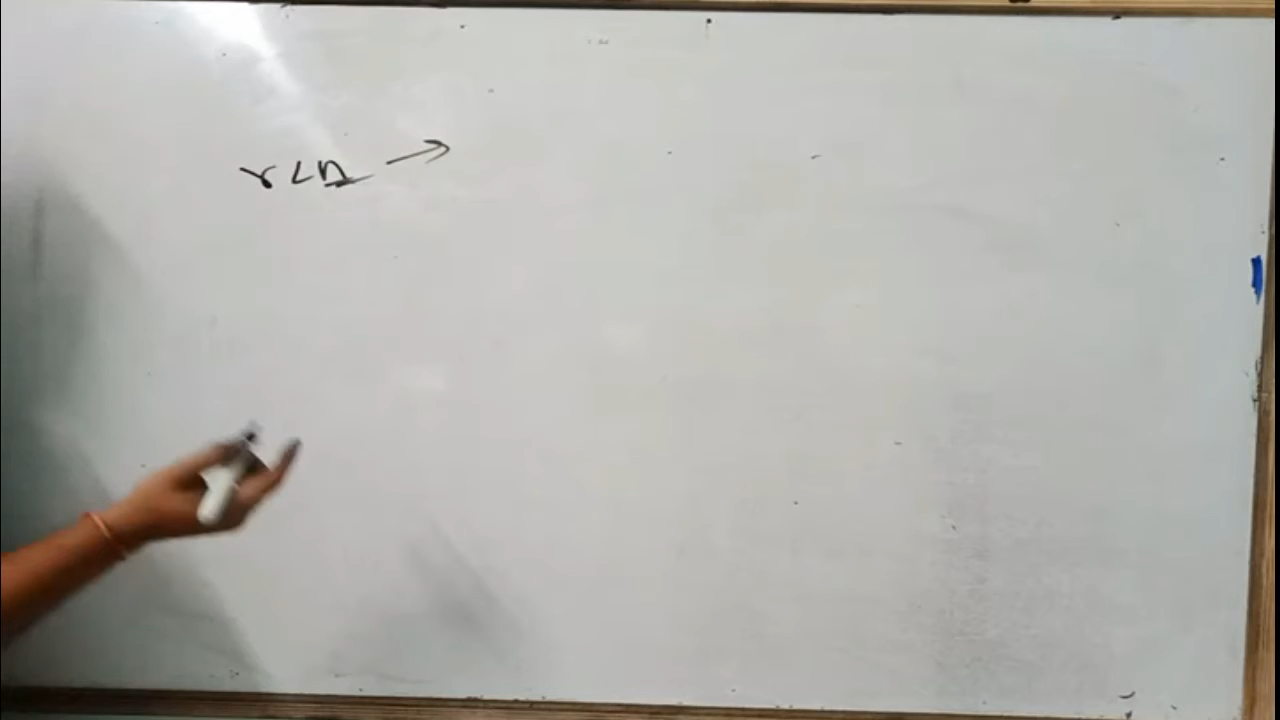 r < n →